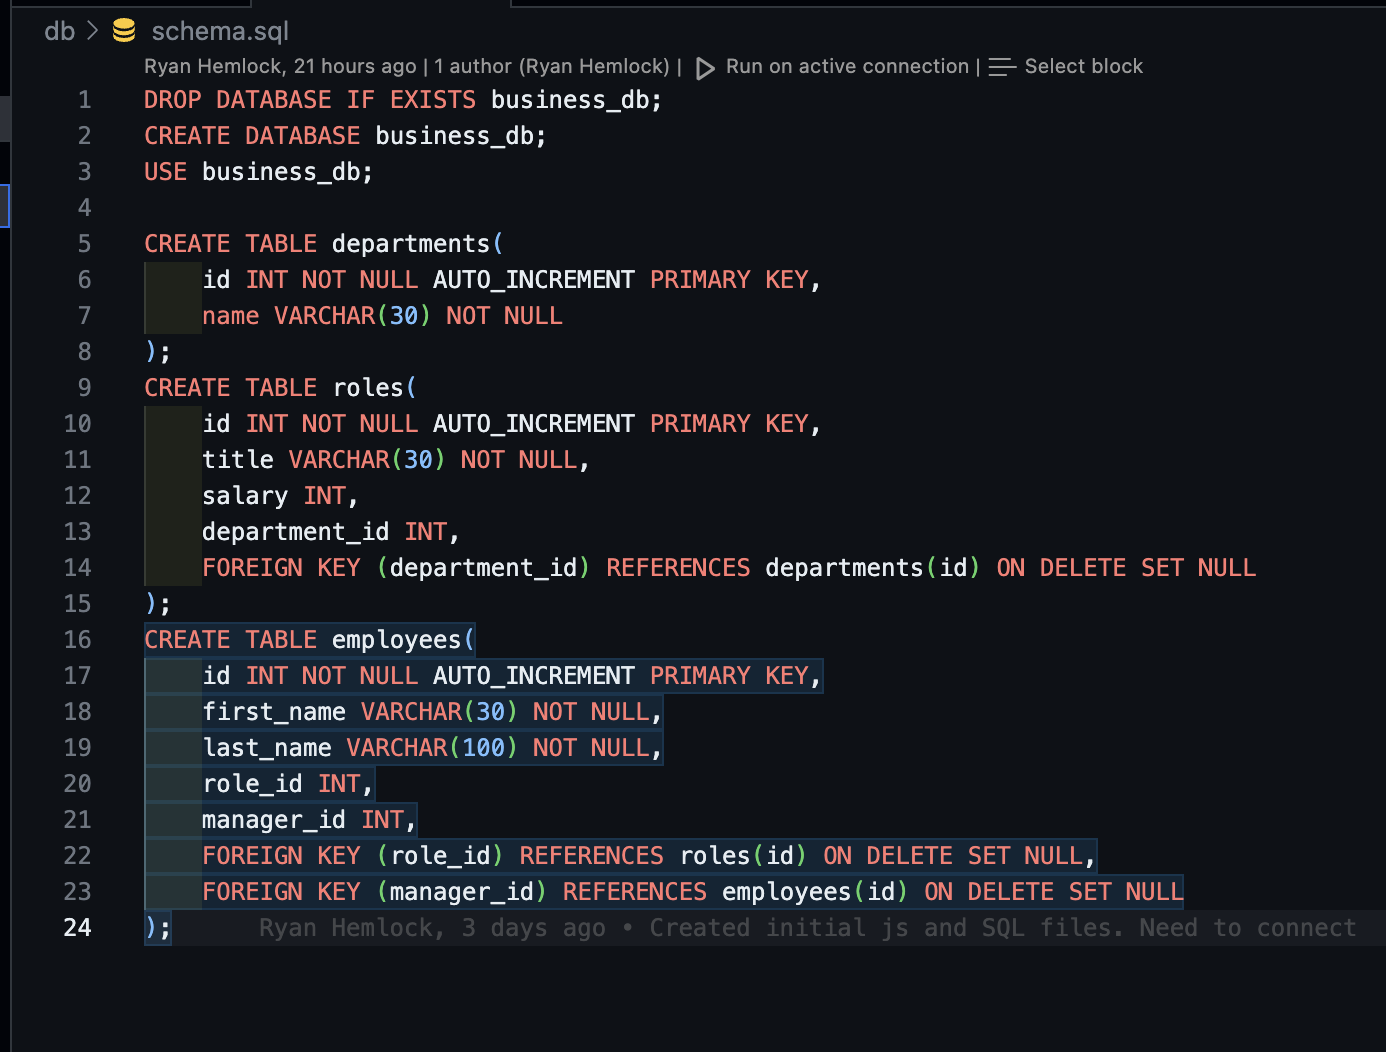 db > schema.sql
Ryan Hemlock, 21 hours ago | 1 author (Ryan Hemlock) | Run on active connection | Select block
1 DROP DATABASE IF EXISTS business_db;
2 CREATE DATABASE business_db;
3 USE business_db;
4
5 CREATE TABLE departments(
6     id INT NOT NULL AUTO_INCREMENT PRIMARY KEY,
7     name VARCHAR(30) NOT NULL
8 );
9 CREATE TABLE roles(
10     id INT NOT NULL AUTO_INCREMENT PRIMARY KEY,
11     title VARCHAR(30) NOT NULL,
12     salary INT,
13     department_id INT,
14     FOREIGN KEY (department_id) REFERENCES departments(id) ON DELETE SET NULL
15 );
16 CREATE TABLE employees(
17     id INT NOT NULL AUTO_INCREMENT PRIMARY KEY,
18     first_name VARCHAR(30) NOT NULL,
19     last_name VARCHAR(100) NOT NULL,
20     role_id INT,
21     manager_id INT,
22     FOREIGN KEY (role_id) REFERENCES roles(id) ON DELETE SET NULL,
23     FOREIGN KEY (manager_id) REFERENCES employees(id) ON DELETE SET NULL
24 ); Ryan Hemlock, 3 days ago • Created initial js and SQL files. Need to connect